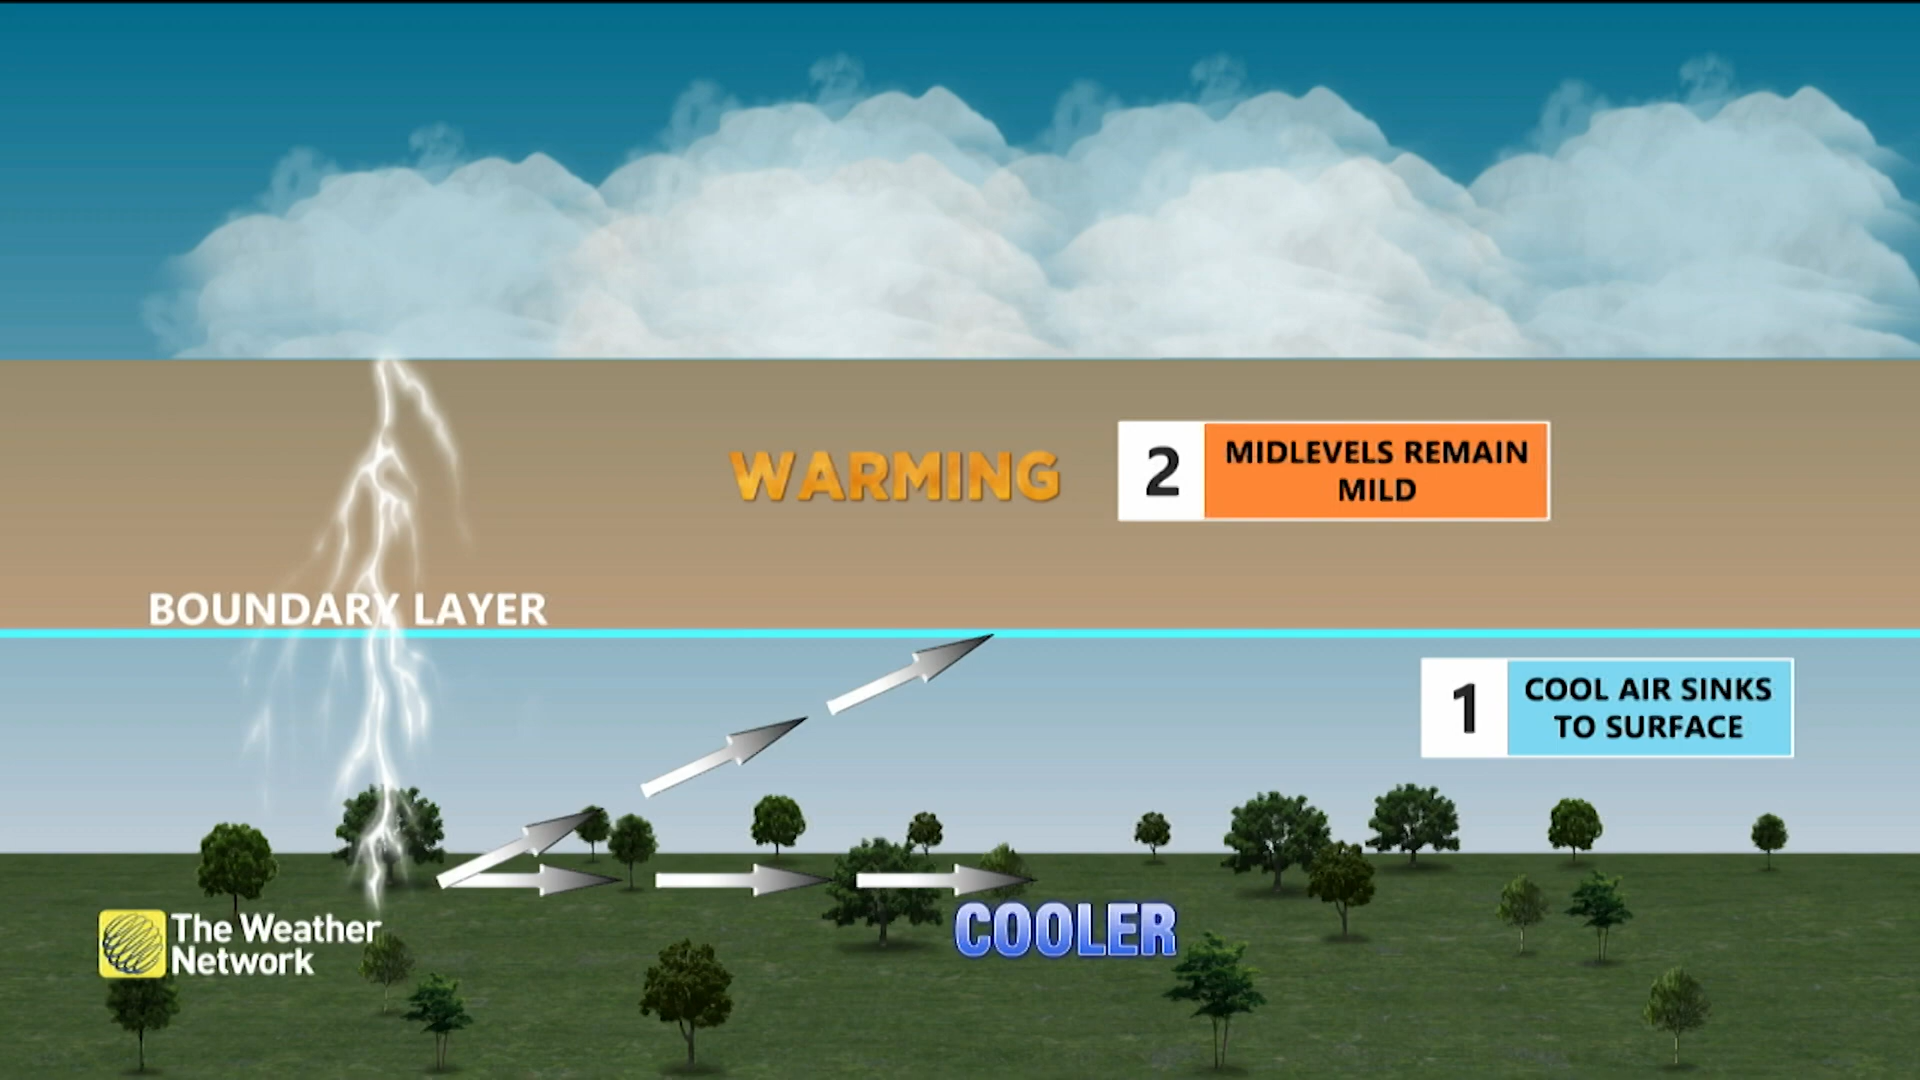 WARMING
2
MIDLEVELS REMAIN
MILD
BOUNDARY LAYER
1
COOL AIR SINKS
TO SURFACE
COOLER
The Weather
Network